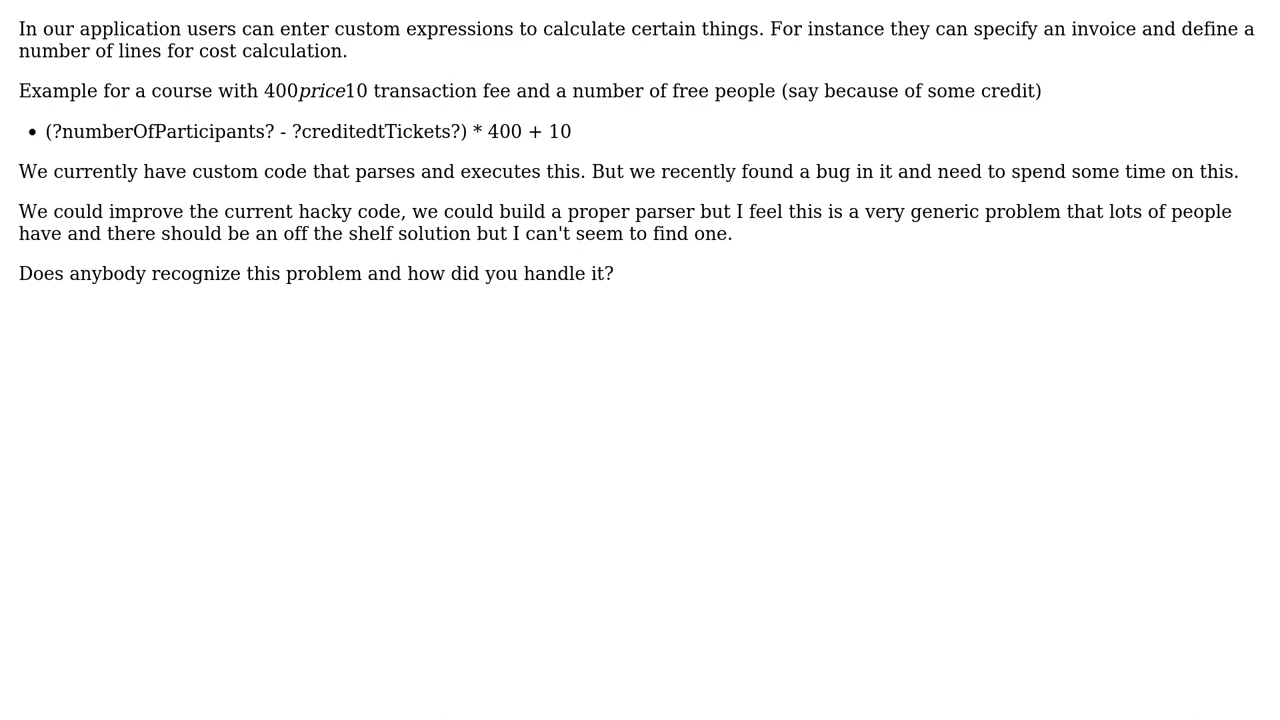 In our application users can enter custom expressions to calculate certain things. For instance they can specify an invoice and define a
number of lines for cost calculation.
Example for a course with 400price10 transaction fee and a number of free people (say because of some credit)
• (?numberOfParticipants? - ?creditedtTickets?) * 400 + 10
We currently have custom code that parses and executes this. But we recently found a bug in it and need to spend some time on this.
We could improve the current hacky code, we could build a proper parser but I feel this is a very generic problem that lots of people
have and there should be an off the shelf solution but I can't seem to find one.
Does anybody recognize this problem and how did you handle it?